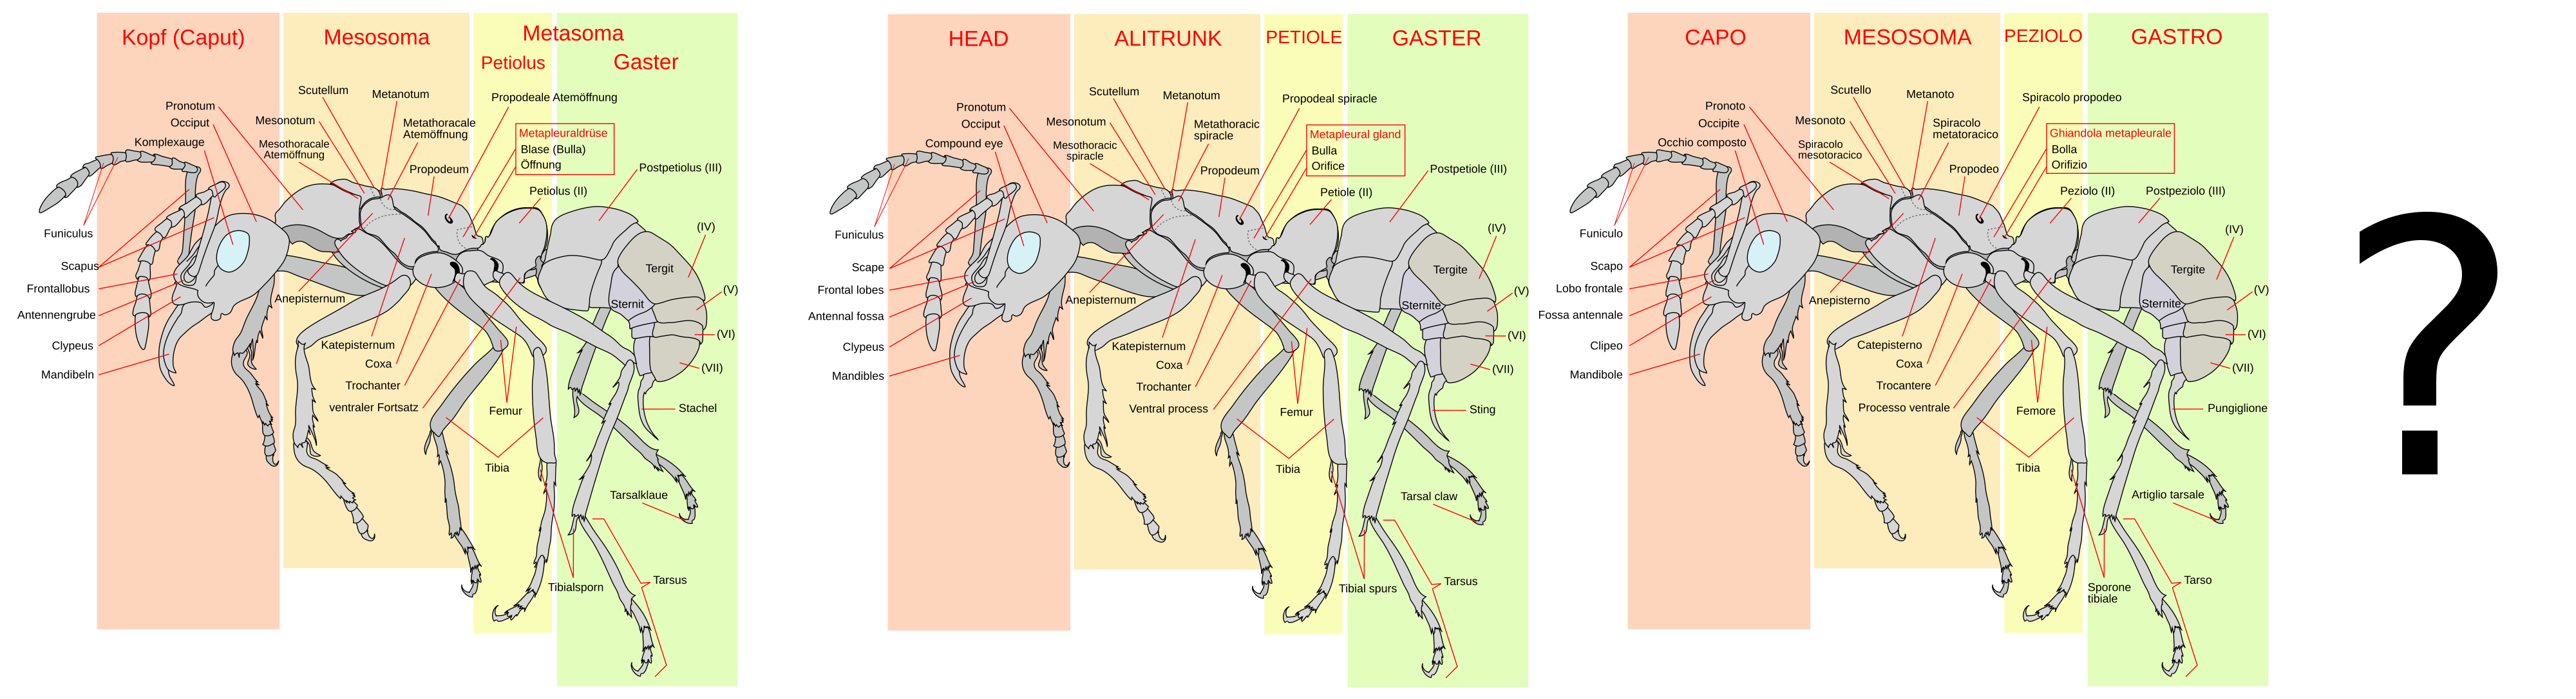 Kopf (Caput)
Mesosoma
Metasoma
Petiolus
Gaster
Scutellum
Metanotum
Propodeale Atemöffnung
Pronotum
Mesonotum
Metathoracale
Atemöffnung
Occiput
Metapleuraldrüse
Blase (Bulla)
Öffnung
Komplexauge
Mesothoracale
Atemöffnung
Propodeum
Postpetiolus (III)
Petiolus (II)
Funiculus
(IV)
Scapus
Tergit
Frontallobus
Anepisternum
Sternit
(V)
Antennengrube
(VI)
Clypeus
Katepisternum
Coxa
(VII)
Mandibeln
Trochanter
ventraler Fortsatz
Femur
Stachel
Tibia
Tarsalklaue
Tibialsporn
Tarsus
HEAD
ALITRUNK
PETIOLE
GASTER
Scutellum
Metanotum
Propodeal spiracle
Pronotum
Mesonotum
Metathoracic
spiracle
Occiput
Metapleural gland
Bulla
Orifice
Compound eye
Mesothoracic
spiracle
Propodeum
Postpetiole (III)
Petiole (II)
Funiculus
(IV)
Scape
Tergite
Frontal lobes
Anepisternum
Sternite
(V)
Antennal fossa
(VI)
Clypeus
Katepisternum
Coxa
(VII)
Mandibles
Trochanter
Ventral process
Femur
Sting
Tibia
Tarsal claw
Tibial spurs
Tarsus
CAPO
MESOSOMA
PEZIOLO
GASTRO
Scutello
Metanoto
Spiracolo propodeo
Pronoto
Mesonoto
Spiracolo
metatoracico
Occipite
Ghiandola metapleurale
Bolla
Orifizio
Occhio composto
Spiracolo
mesotoracico
Propodeo
Peziolo (II)
Postpeziolo (III)
Funiculo
(IV)
Scapo
Tergite
Lobo frontale
Anepisterno
Sternite
(V)
Fossa antennale
(VI)
Clipeo
Catepisterno
Coxa
(VII)
Mandibole
Trocantere
Processo ventrale
Femore
Pungiglione
Tibia
Artiglio tarsale
Sporone
tibiale
Tarso
?